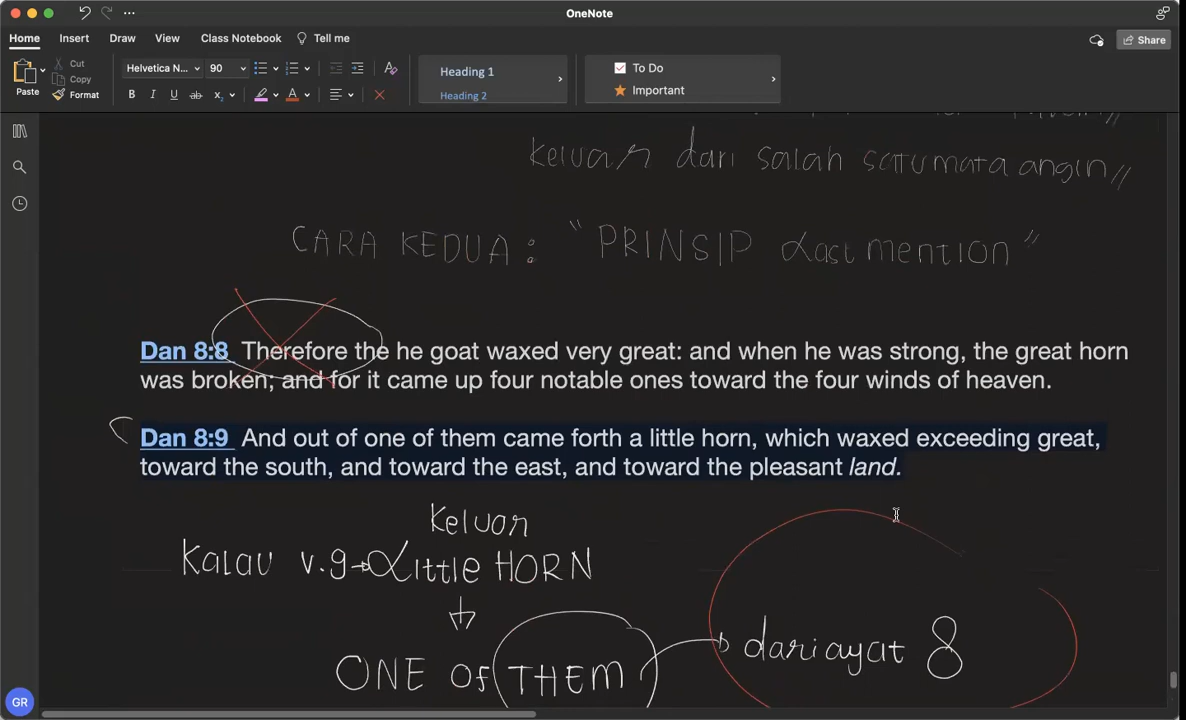 OneNote
Home Insert Draw View Class Notebook Tell me Share
Paste Cut Copy Format
Helvetica N... 90
B I U ab X
A
Heading 1
Heading 2
To Do
Important
keluar dari salah satu mata angin//
CARA KEDUA : "PRINSIP Last mention"
Dan 8:8 Therefore the he goat waxed very great: and when he was strong, the great horn
was broken; and for it came up four notable ones toward the four winds of heaven.
Dan 8:9 And out of one of them came forth a little horn, which waxed exceeding great,
toward the south, and toward the east, and toward the pleasant land.
Keluar
Kalau v.9→Little HORN
ONE Of THEM
dari ayat 8
GR